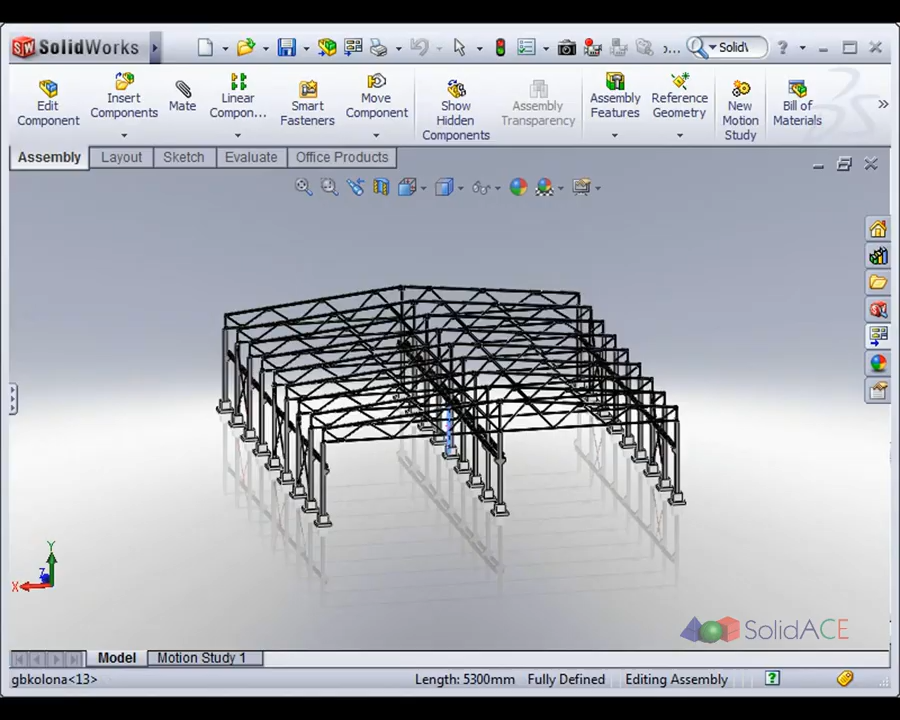 SW SolidWorks
Solid\
Edit Component
Insert Components
Mate
Linear Compon...
Smart Fasteners
Move Component
Show Hidden Components
Assembly Transparency
Assembly Features
Reference Geometry
New Motion Study
Bill of Materials
Assembly Layout Sketch Evaluate Office Products
Y
X Z
SolidACE
Model Motion Study 1
gbkolona<13> Length: 5300mm Fully Defined Editing Assembly